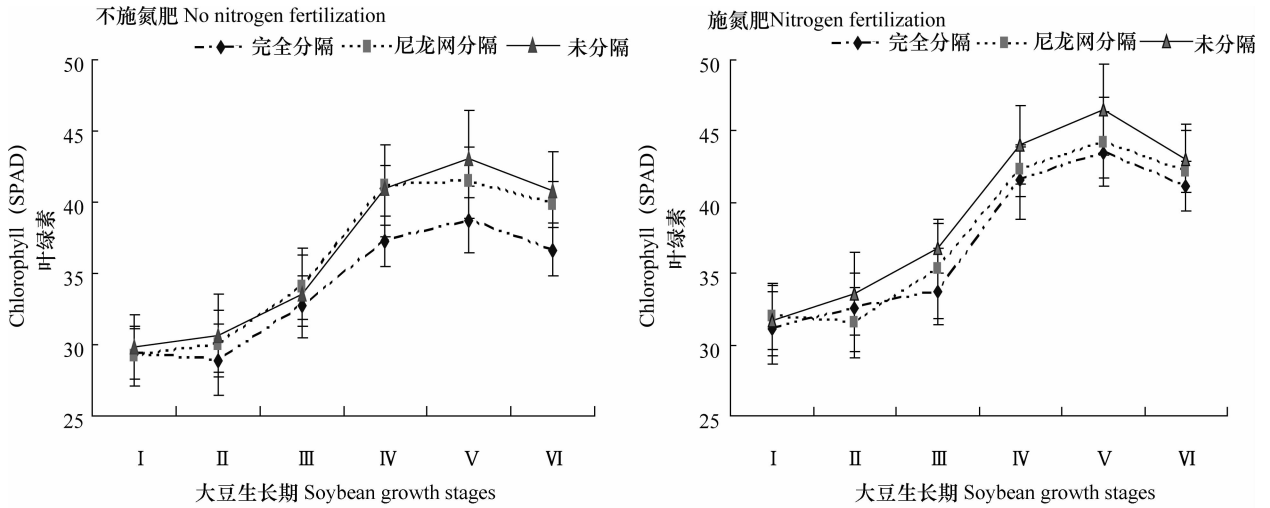 不施氮肥 No nitrogen fertilization
完全分隔 尼龙网分隔 未分隔
50
45
40
35
30
25
Chlorophyll (SPAD)
叶绿素
Ⅰ Ⅱ Ⅲ Ⅳ Ⅴ Ⅵ
大豆生长期 Soybean growth stages
施氮肥Nitrogen fertilization
完全分隔 尼龙网分隔 未分隔
50
45
40
35
30
25
Chlorophyll (SPAD)
叶绿素
Ⅰ Ⅱ Ⅲ Ⅳ Ⅴ Ⅵ
大豆生长期 Soybean growth stages